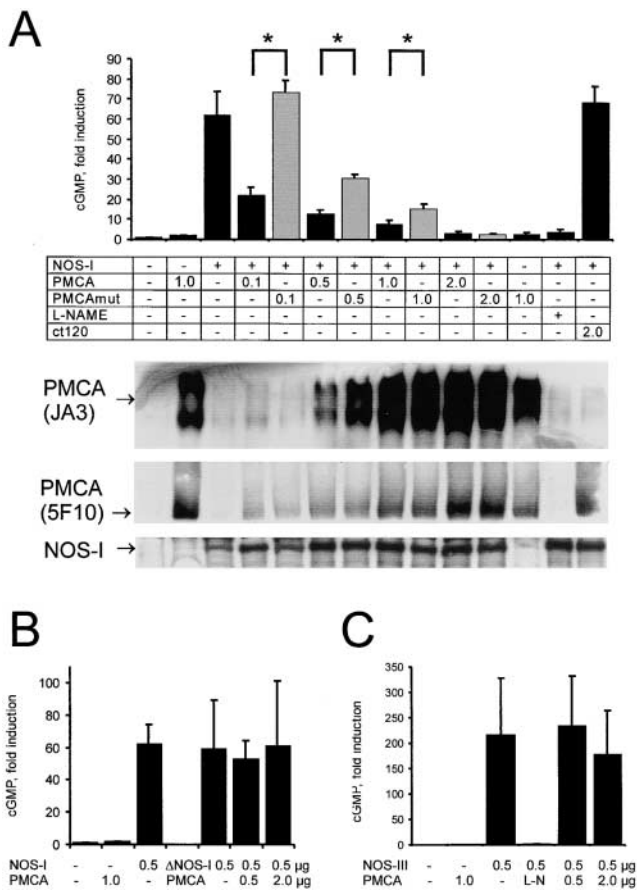 A
* * *
90
80
70
60
50
40
30
20
10
0
cGMP, fold induction
NOS-I - - + + + + + + + + + - + +
PMCA - 1.0 - 0.1 - 0.5 - 1.0 - 2.0 - - - -
PMCAmut - - - - 0.1 - 0.5 - 1.0 - 2.0 1.0 - -
L-NAME - - - - - - - - - - - - + -
ct120 - - - - - - - - - - - - - 2.0
PMCA
(JA3)
PMCA
(5F10)
NOS-I
B
100
80
60
40
20
0
cGMP, fold induction
NOS-I - - 0.5 ΔNOS-I 0.5 0.5 0.5 µg
PMCA - 1.0 - PMCA - 0.5 2.0 µg
C
350
300
250
200
150
100
50
0
cGMP, fold induction
NOS-III - - 0.5 0.5 0.5 0.5 µg
PMCA - 1.0 - L-N 0.5 2.0 µg